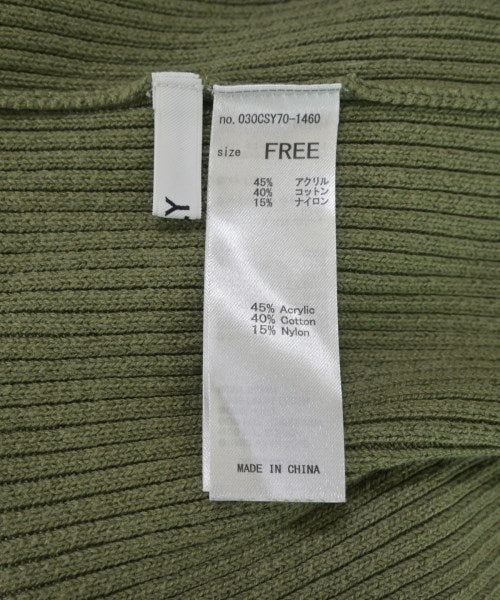 no. 030CSY70-1460
size FREE
45% アクリル
40% コットン
15% ナイロン
45% Acrylic
40% Cotton
15% Nylon
MADE IN CHINA
LY